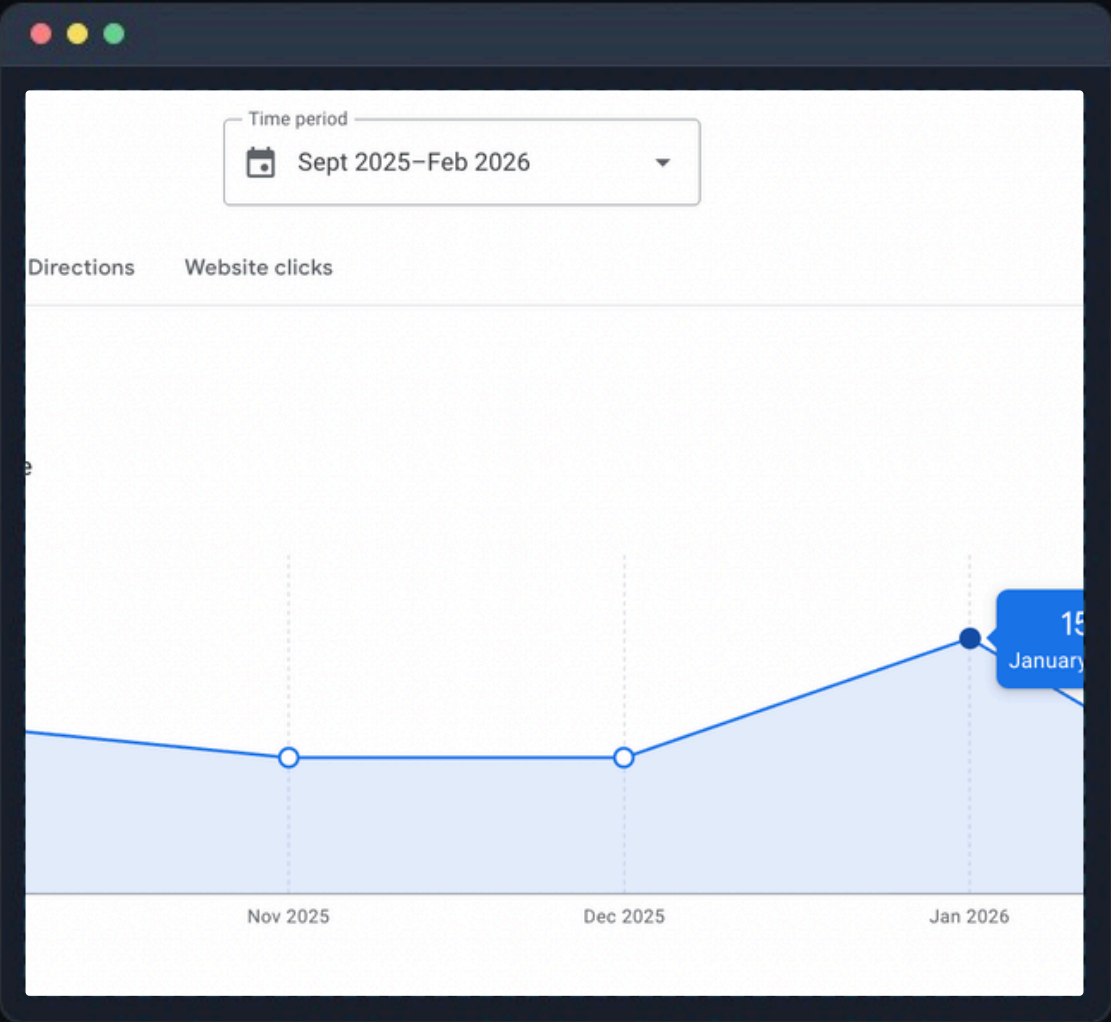 Time period
Sept 2025–Feb 2026
Directions Website clicks
15
January
Nov 2025 Dec 2025 Jan 2026